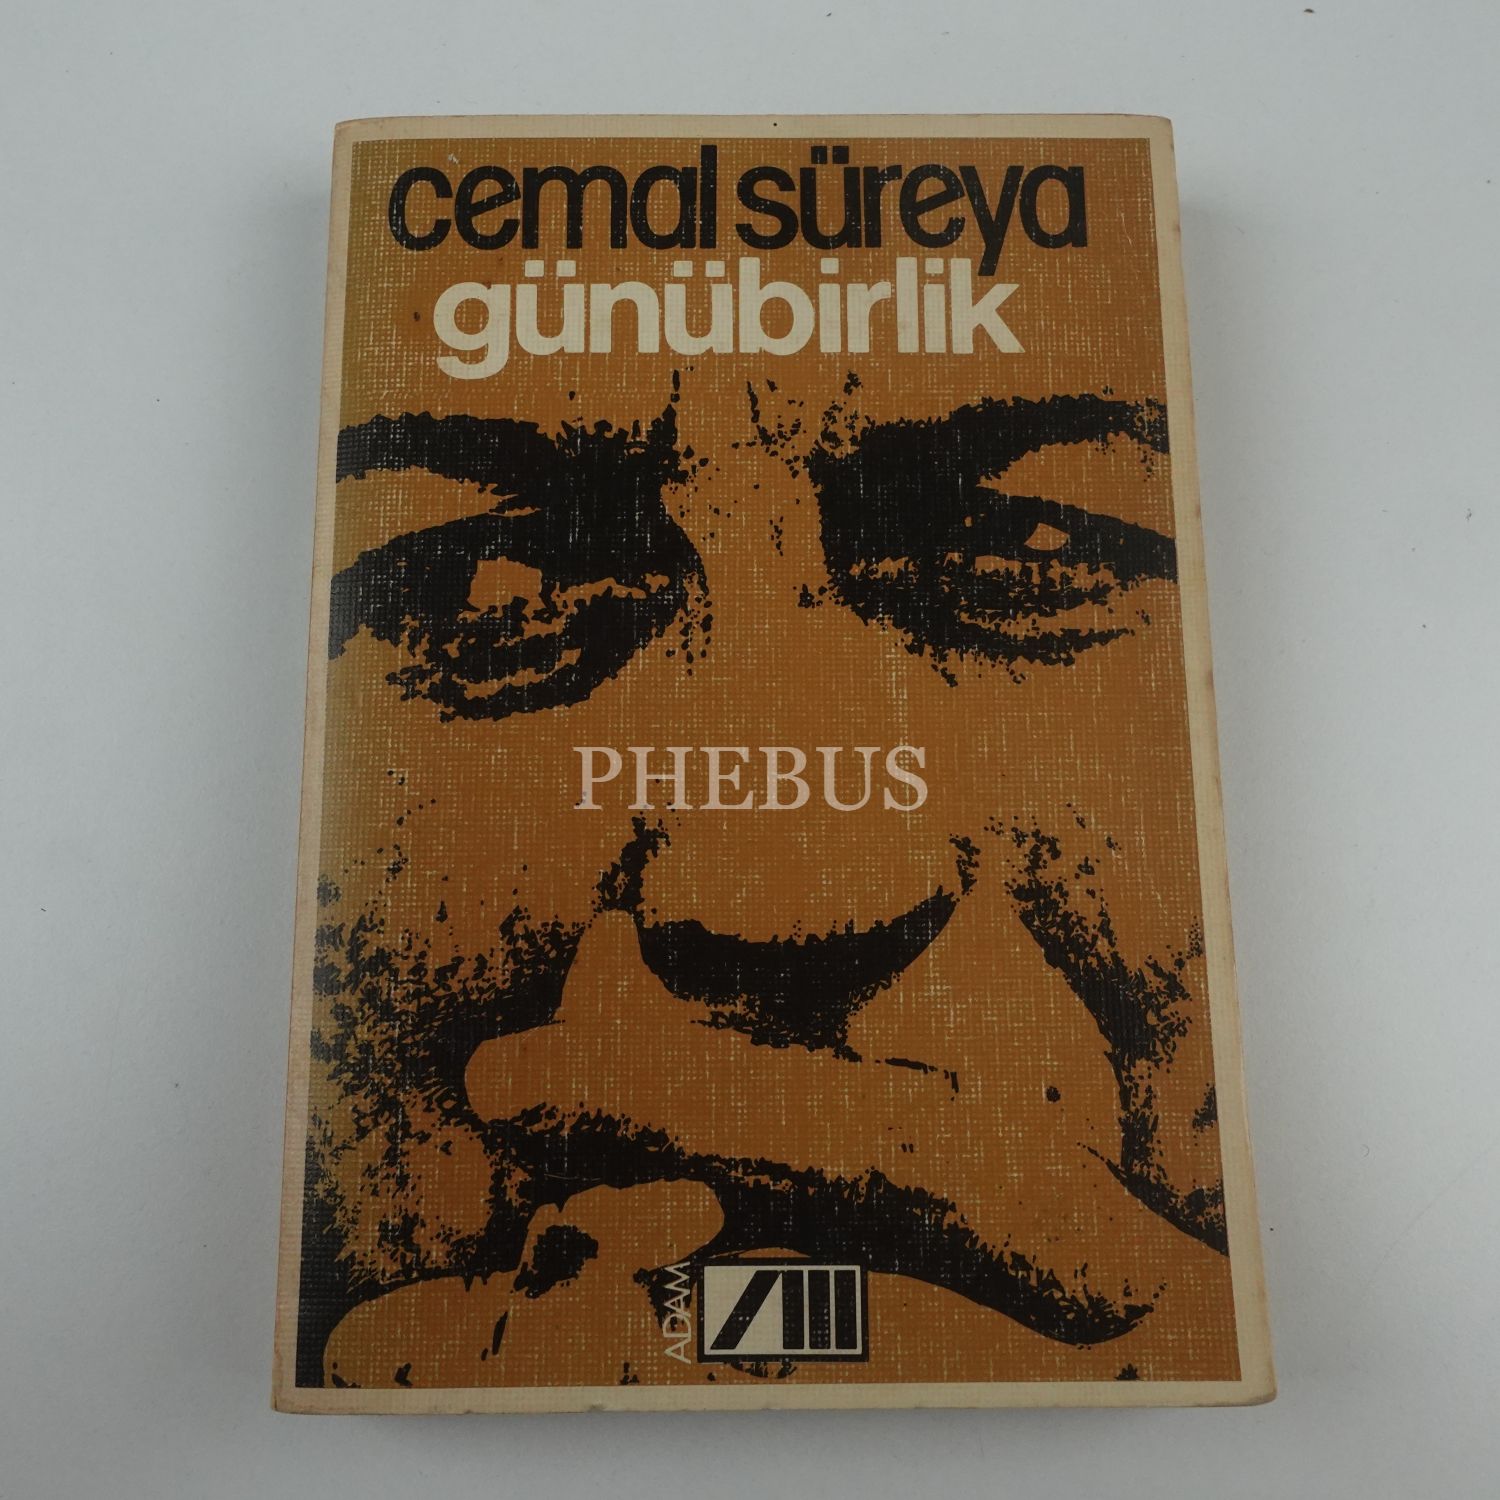 cemal süreya
günübirlik
PHEBUS
ADAM